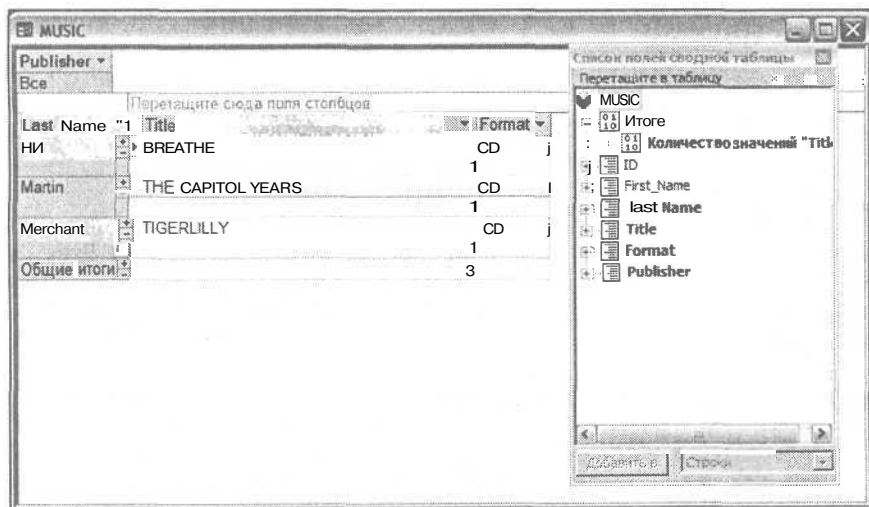 MUSIC
Publisher
Все
Перетащите сюда поля столбцов
Last Name "1 Title Format
НИ BREATHE CD j
1
Martin THE CAPITOL YEARS CD I
1
Merchant TIGERLILLY CD j
1
Общие итоги 3
Список полей сводной таблицы
Перетащите в таблицу
MUSIC
Итоге
Количество значений "Titl
ID
First_Name
last Name
Title
Format
Publisher
Добавить в Строки